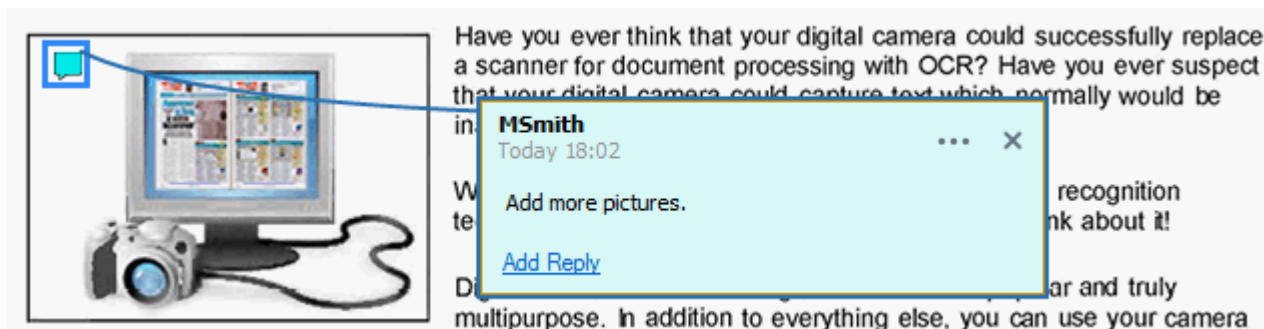 Have you ever think that your digital camera could successfully replace
a scanner for document processing with OCR? Have you ever suspect
that your digital camera could capture text which normally would be
MSmith
Today 18:02
Add more pictures.
Add Reply
recognition
about it!
and truly
multipurpose. In addition to everything else, you can use your camera